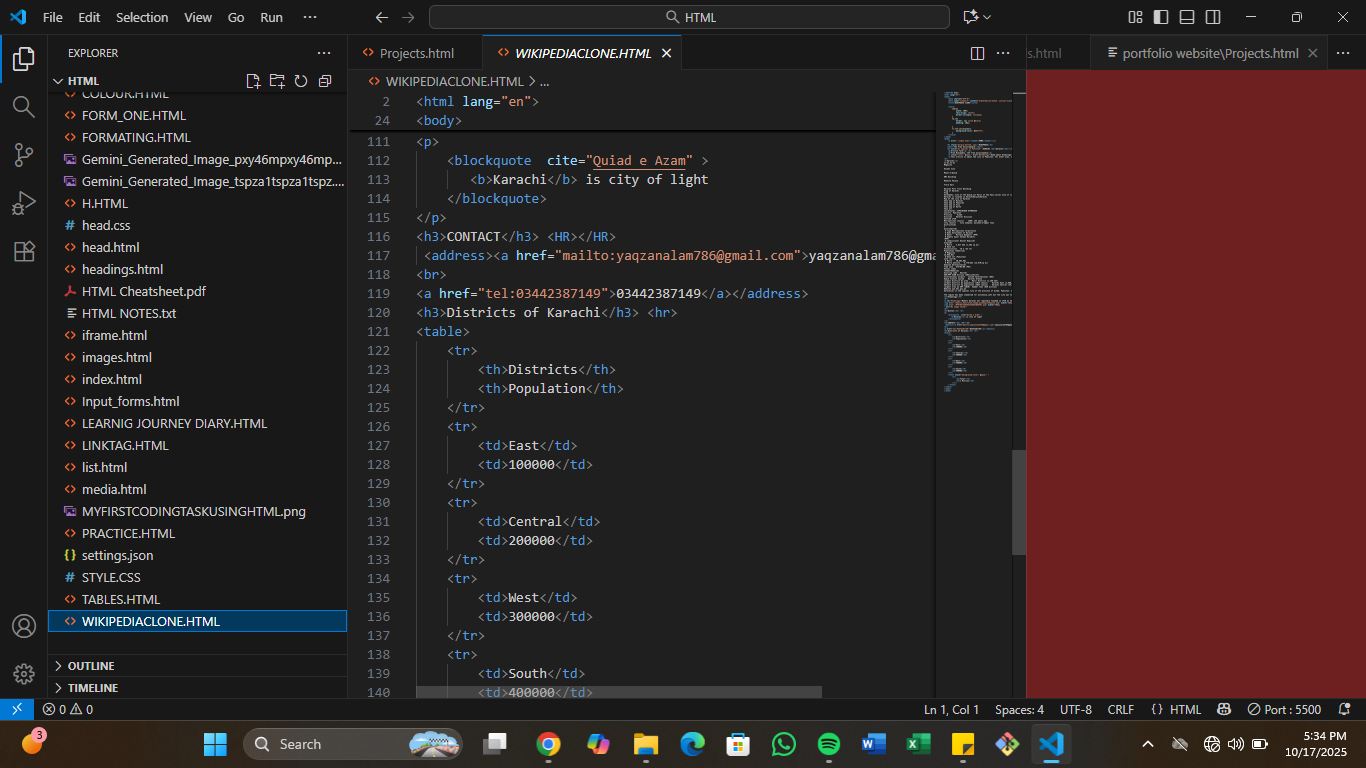 File Edit Selection View Go Run ···
HTML
EXPLORER
HTML
COLOUR.HTML
FORM_ONE.HTML
FORMATING.HTML
Gemini_Generated_Image_pxy46mpxy46mp...
Gemini_Generated_Image_tspza1tspza1tspz...
H.HTML
head.css
head.html
headings.html
HTML Cheatsheet.pdf
HTML NOTES.txt
iframe.html
images.html
index.html
Input_forms.html
LEARNIG JOURNEY DIARY.HTML
LINKTAG.HTML
list.html
media.html
MYFIRSTCODINGTASKUSINGHTML.png
PRACTICE.HTML
settings.json
STYLE.CSS
TABLES.HTML
WIKIPEDIACLONE.HTML
OUTLINE
TIMELINE
Projects.html
WIKIPEDIACLONE.HTML
s.html
portfolio website\Projects.html
WIKIPEDIACLONE.HTML > ...
2 <html lang="en">
24 <body>
111 <p>
112 <blockquote cite="Quiad e Azam" >
113 <b>Karachi</b> is city of light
114 </blockquote>
115 </p>
116 <h3>CONTACT</h3> <HR></HR>
117 <address><a href="mailto:yaqzanalam786@gmail.com">yaqzanalam786@gma
118 <br>
119 <a href="tel:03442387149">03442387149</a></address>
120 <h3>Districts of Karachi</h3> <hr>
121 <table>
122 <tr>
123 <th>Districts</th>
124 <th>Population</th>
125 </tr>
126 <tr>
127 <td>East</td>
128 <td>100000</td>
129 </tr>
130 <tr>
131 <td>Central</td>
132 <td>200000</td>
133 </tr>
134 <tr>
135 <td>West</td>
136 <td>300000</td>
137 </tr>
138 <tr>
139 <td>South</td>
140 <td>400000</td>
0 0
Ln 1, Col 1 Spaces: 4 UTF-8 CRLF {} HTML Port : 5500
3
Search
5:34 PM
10/17/2025